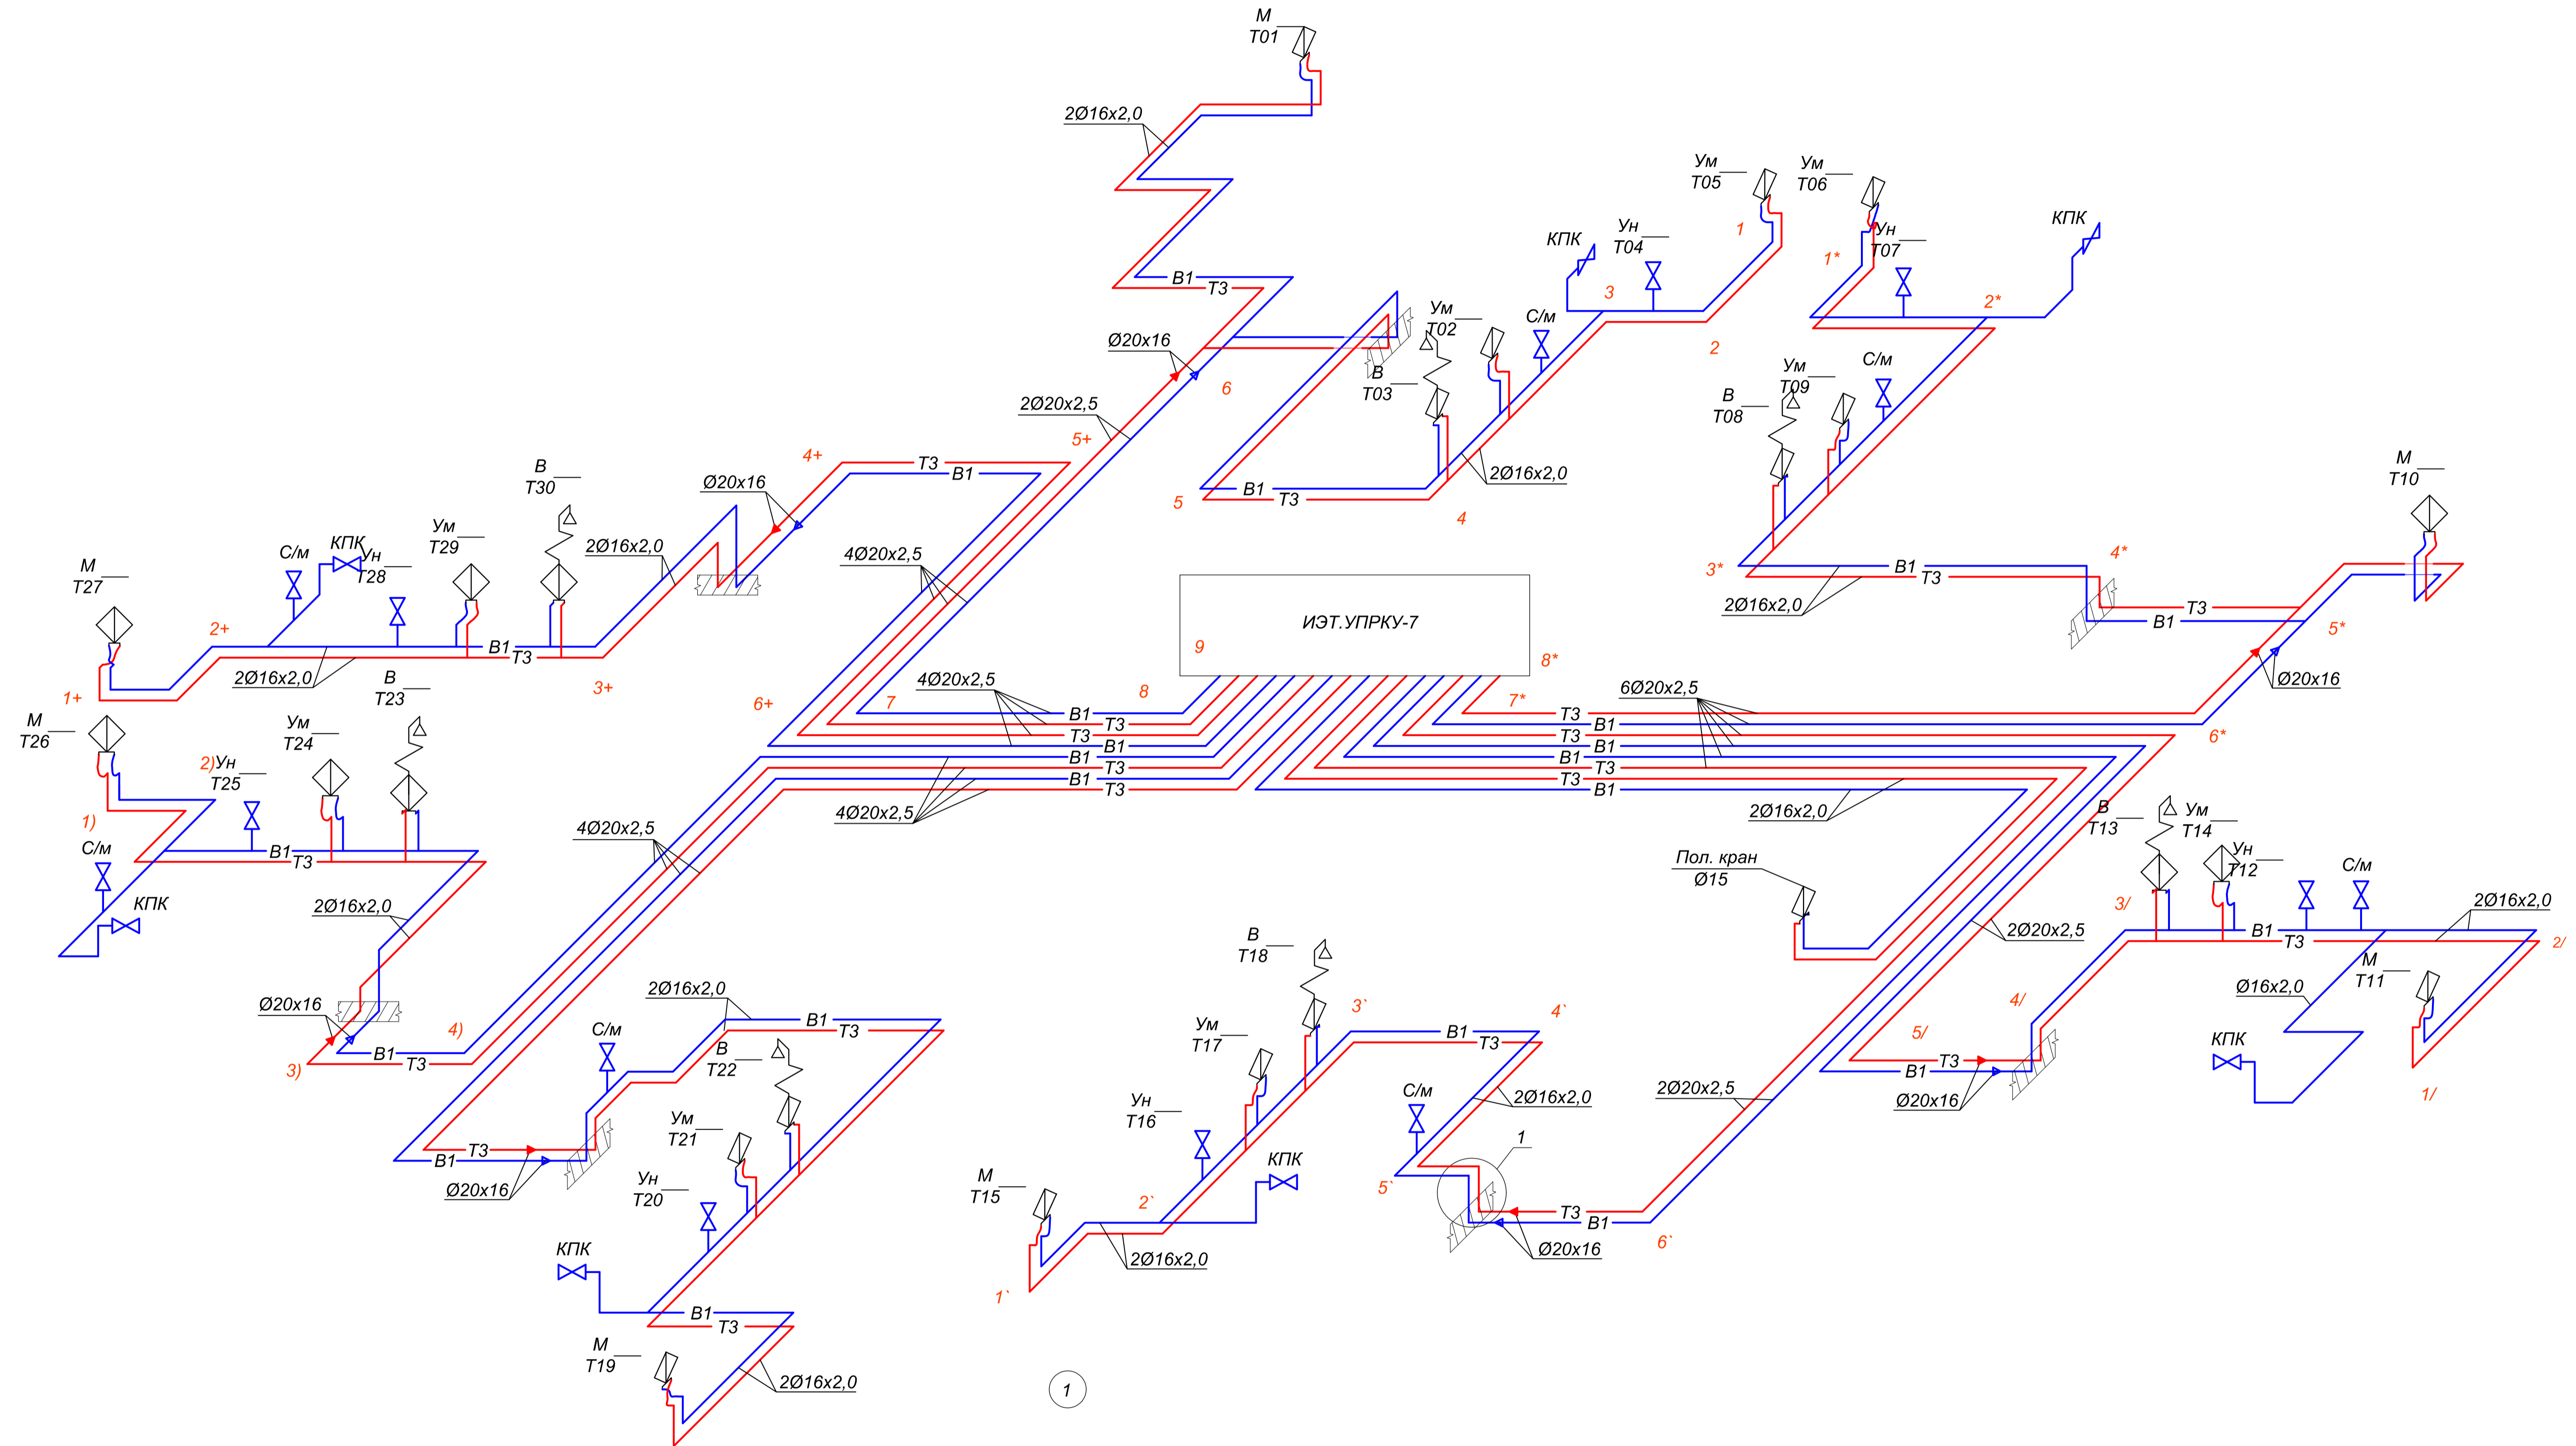 М
Т01
2Ø16х2,0
Ум
Т05
Ум
Т06
1
1*
КПК
Ун
Т04
Ун
Т07
КПК
3
2*
В1
Т3
Ум
Т02
С/м
2
Ø20х16
В
Т03
6
Ум
Т09
С/м
В
Т08
2Ø20х2,5
5+
4+
Т3
В1
В
Т30
Ø20х16
2Ø16х2,0
В1
Т3
5
4
М
Т10
Ум
Т29
С/м
КПК
Ун
Т28
2Ø16х2,0
4Ø20х2,5
М
Т27
3*
В1
Т3
4*
2Ø16х2,0
Т3
В1
5*
ИЭТ.УПРКУ-7
9
8*
2+
В1
Т3
2Ø16х2,0
3+
1+
В
Т23
4Ø20х2,5
8
6+
7
7*
6Ø20х2,5
Ø20х16
6*
М
Т26
Ум
Т24
2)
Ун
Т25
В1
Т3
Т3
В1
В1
Т3
В1
Т3
Т3
В1
Т3
В1
В1
Т3
Т3
В1
1)
С/м
В1
Т3
4Ø20х2,5
4Ø20х2,5
2Ø16х2,0
В
Т13
Ум
Т14
Ун
Т12
С/м
Пол. кран
Ø15
КПК
2Ø16х2,0
3/
2Ø16х2,0
2Ø20х2,5
В1
Т3
2/
В
Т18
М
Т11
Ø20х16
4)
В1
Т3
3)
2Ø16х2,0
В1
Т3
С/м
В
Т22
Ø16х2,0
4/
5/
Т3
В1
Ø20х16
КПК
1/
3`
4`
В1
Т3
Ум
Т17
2Ø20х2,5
2Ø16х2,0
С/м
Ун
Т16
Ум
Т21
Т3
В1
Ø20х16
1
КПК
М
Т15
Ун
Т20
2`
5`
Т3
В1
6`
Ø20х16
2Ø16х2,0
КПК
1`
В1
Т3
М
Т19
2Ø16х2,0
1